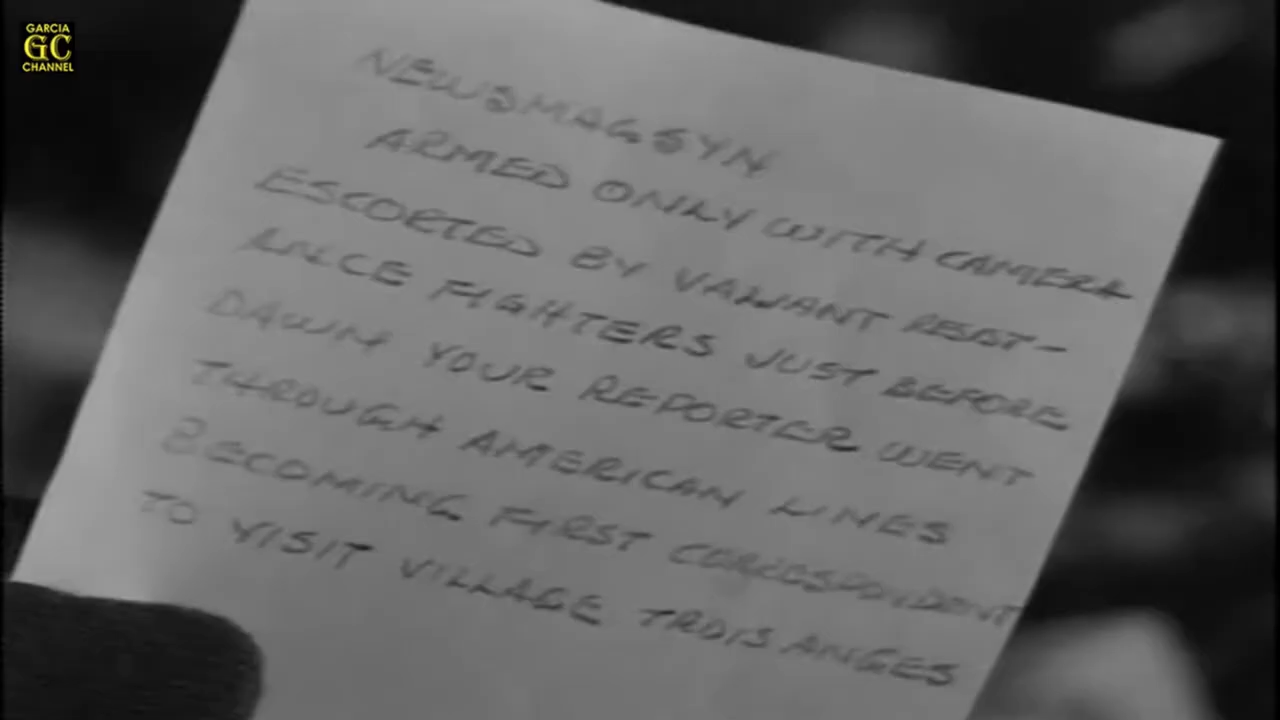 GARCIA
GC
CHANNEL
NEWSMAGSYN
ARMED ONLY WITH CAMERA
ESCORTED BY VALIANT RESIST-
ANCE FIGHTERS JUST BEFORE
DAWN YOUR REPORTER WENT
THROUGH AMERICAN LINES
BECOMING FIRST CORRESPONDENT
TO VISIT VILLAGE TROIS ANGES